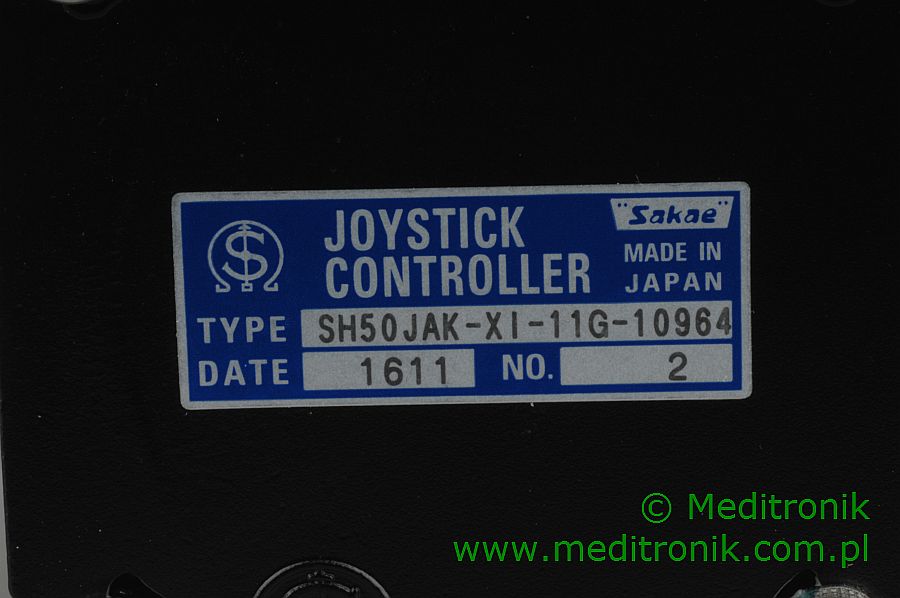 JOYSTICK
CONTROLLER
"Sakae"
MADE IN
JAPAN
TYPE SH50JAK-XI-11G-10964
DATE 1611 NO. 2
© Meditronik
www.meditronik.com.pl